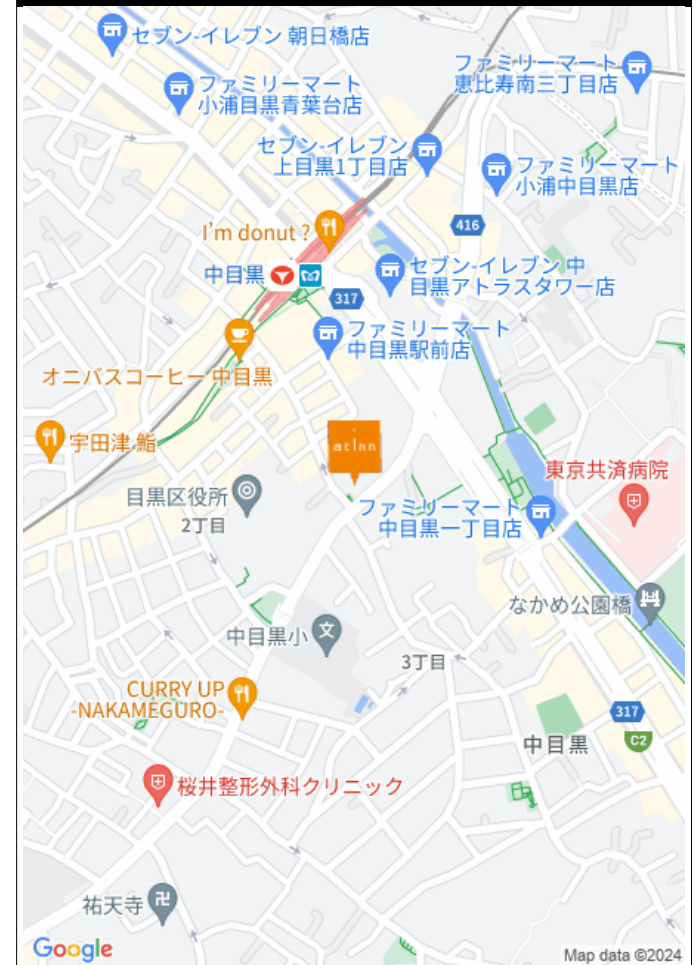 セブン-イレブン 朝日橋店
ファミリーマート
恵比寿南三丁目店
ファミリーマート
小浦目黒青葉台店
セブン-イレブン
上目黒1丁目店
ファミリーマート
小浦中目黒店
I'm donut ?
416
中目黒
セブン-イレブン 中
目黒アトラスタワー店
317
ファミリーマート
中目黒駅前店
オニバスコーヒー 中目黒
宇田津 鮨
at Inn
東京共済病院
目黒区役所
2丁目
ファミリーマート
中目黒一丁目店
なかめ公園橋
中目黒小
文
3丁目
CURRY UP
-NAKAMEGURO-
317
中目黒
C2
桜井整形外科クリニック
祐天寺
Google
Map data ©2024